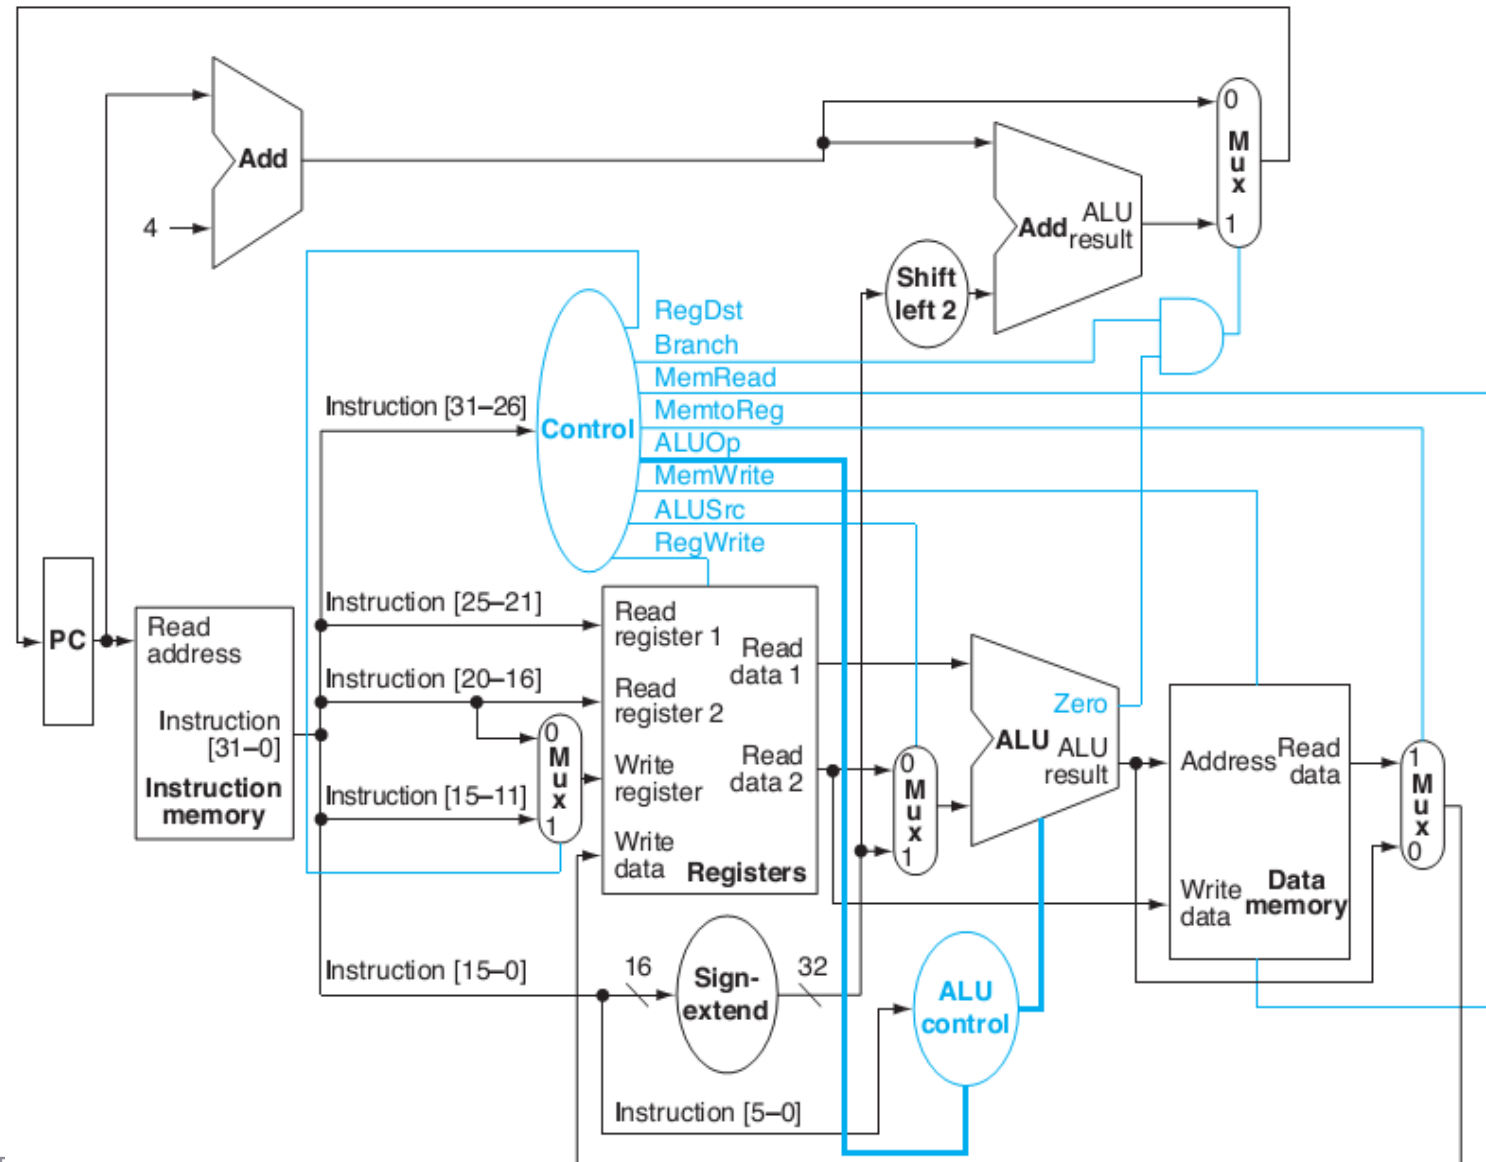 0
M
u
x
1
Add
4
Add
ALU
result
Shift
left 2
RegDst
Branch
MemRead
MemtoReg
ALUOp
MemWrite
ALUSrc
RegWrite
Control
Instruction [31–26]
Instruction [25–21]
Instruction [20–16]
Instruction [15–11]
Instruction [15–0]
Instruction [5–0]
PC
Read
address
Instruction
[31–0]
Instruction
memory
0
M
u
x
1
Read
register 1
Read
register 2
Write
register
Write
data
Read
data 1
Read
data 2
Registers
0
M
u
x
1
Zero
ALU
ALU
result
Address
Read
data
Write
data
Data
memory
1
M
u
x
0
16
Sign-
extend
32
ALU
control